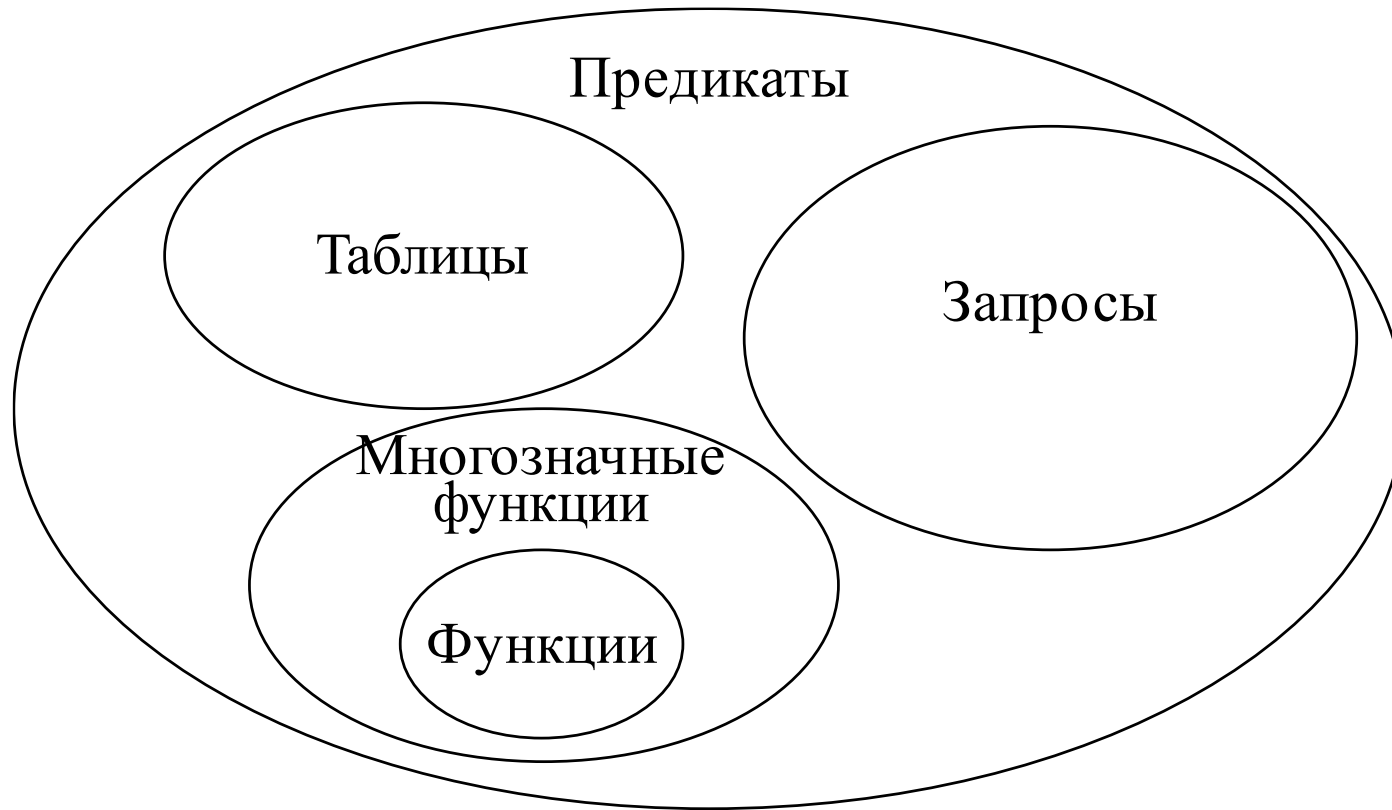 Предикаты
Таблицы
Запросы
Многозначные
функции
Функции